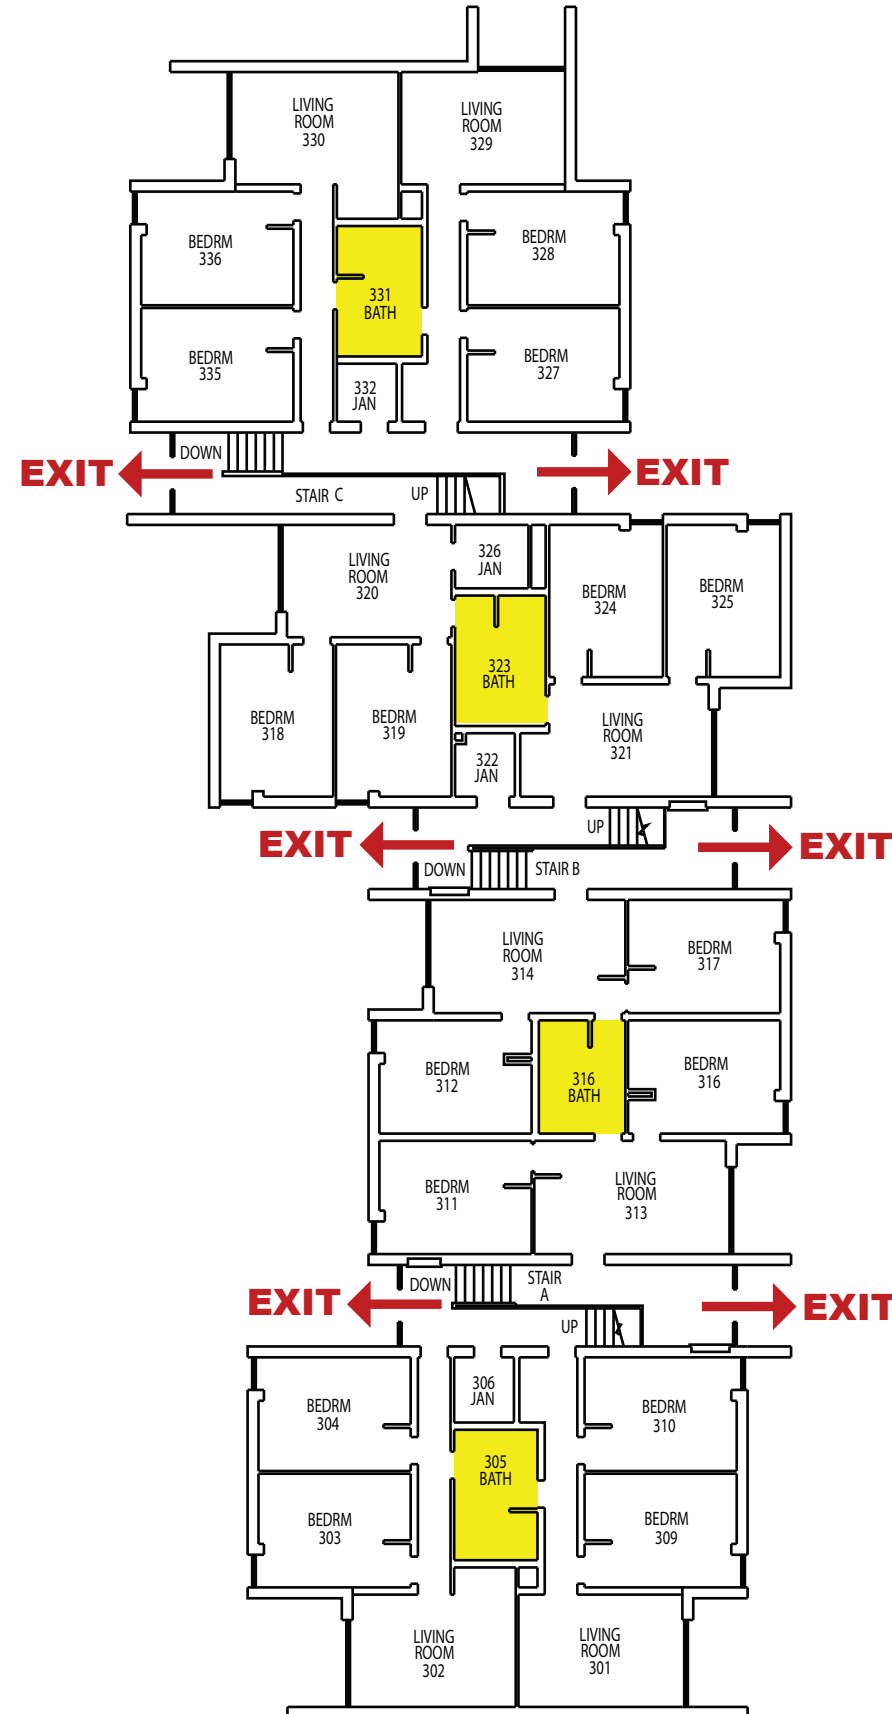 LIVING
ROOM
330
LIVING
ROOM
329
BEDRM
336
BEDRM
328
331
BATH
BEDRM
335
BEDRM
327
332
JAN
DOWN
EXIT
EXIT
STAIR C
UP
326
JAN
LIVING
ROOM
320
BEDRM
324
BEDRM
325
323
BATH
BEDRM
318
BEDRM
319
LIVING
ROOM
321
322
JAN
UP
EXIT
EXIT
DOWN
STAIR B
LIVING
ROOM
314
BEDRM
317
BEDRM
312
316
BATH
BEDRM
316
BEDRM
311
LIVING
ROOM
313
DOWN
STAIR
A
EXIT
EXIT
UP
306
JAN
BEDRM
304
BEDRM
310
305
BATH
BEDRM
303
BEDRM
309
LIVING
ROOM
302
LIVING
ROOM
301